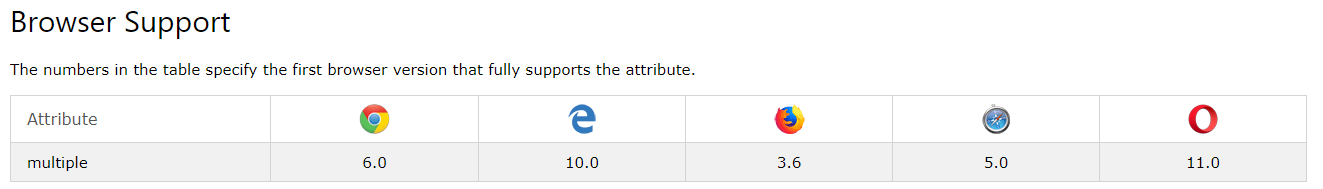 Browser Support
The numbers in the table specify the first browser version that fully supports the attribute.
Attribute
multiple 6.0 10.0 3.6 5.0 11.0